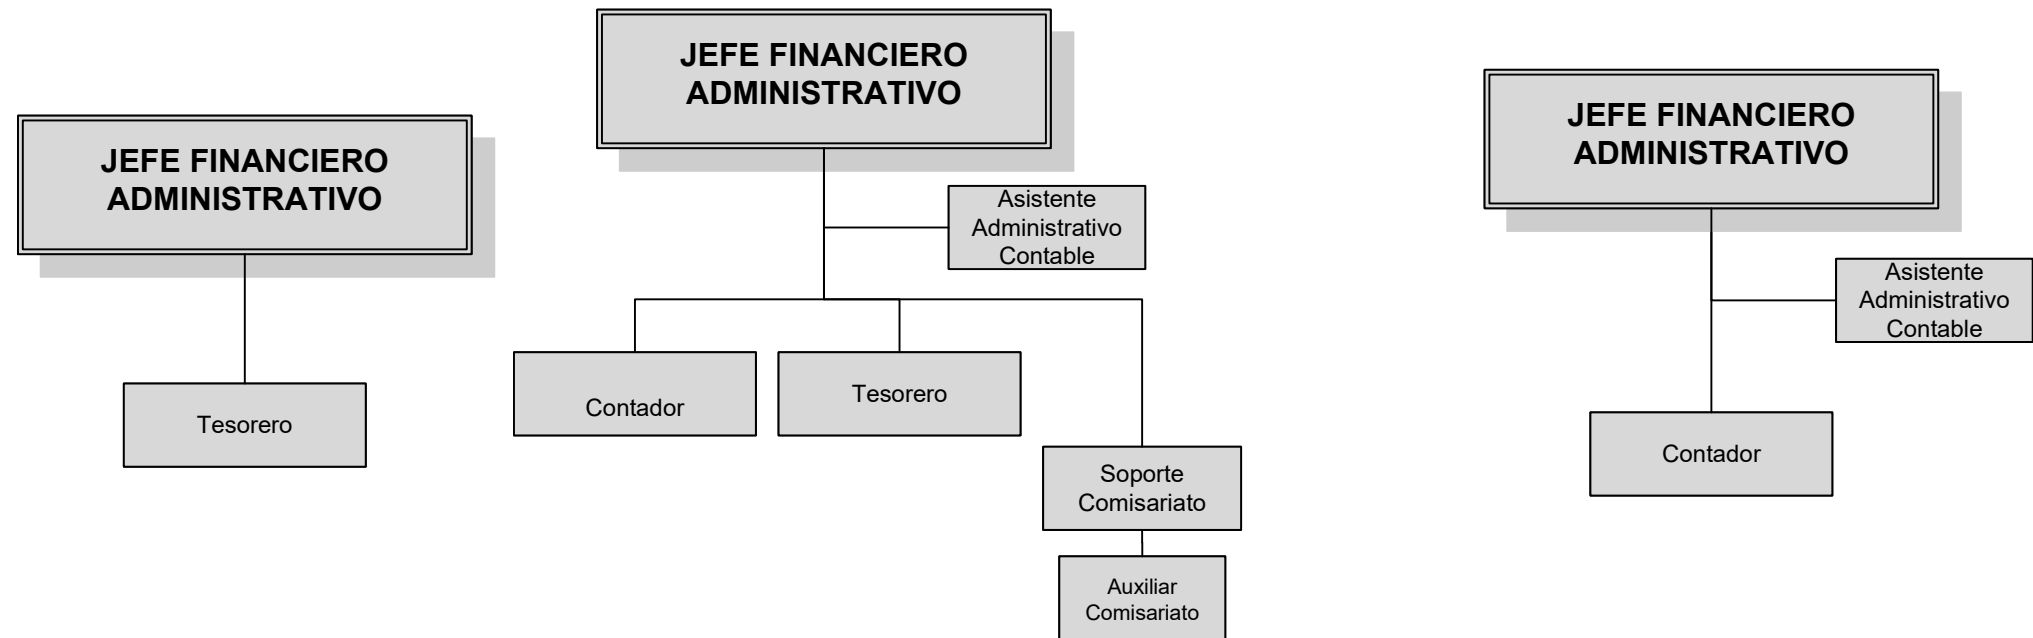 JEFE FINANCIERO
ADMINISTRATIVO
Tesorero
JEFE FINANCIERO
ADMINISTRATIVO
Asistente
Administrativo
Contable
Contador
Tesorero
Soporte
Comisariato
Auxiliar
Comisariato
JEFE FINANCIERO
ADMINISTRATIVO
Asistente
Administrativo
Contable
Contador